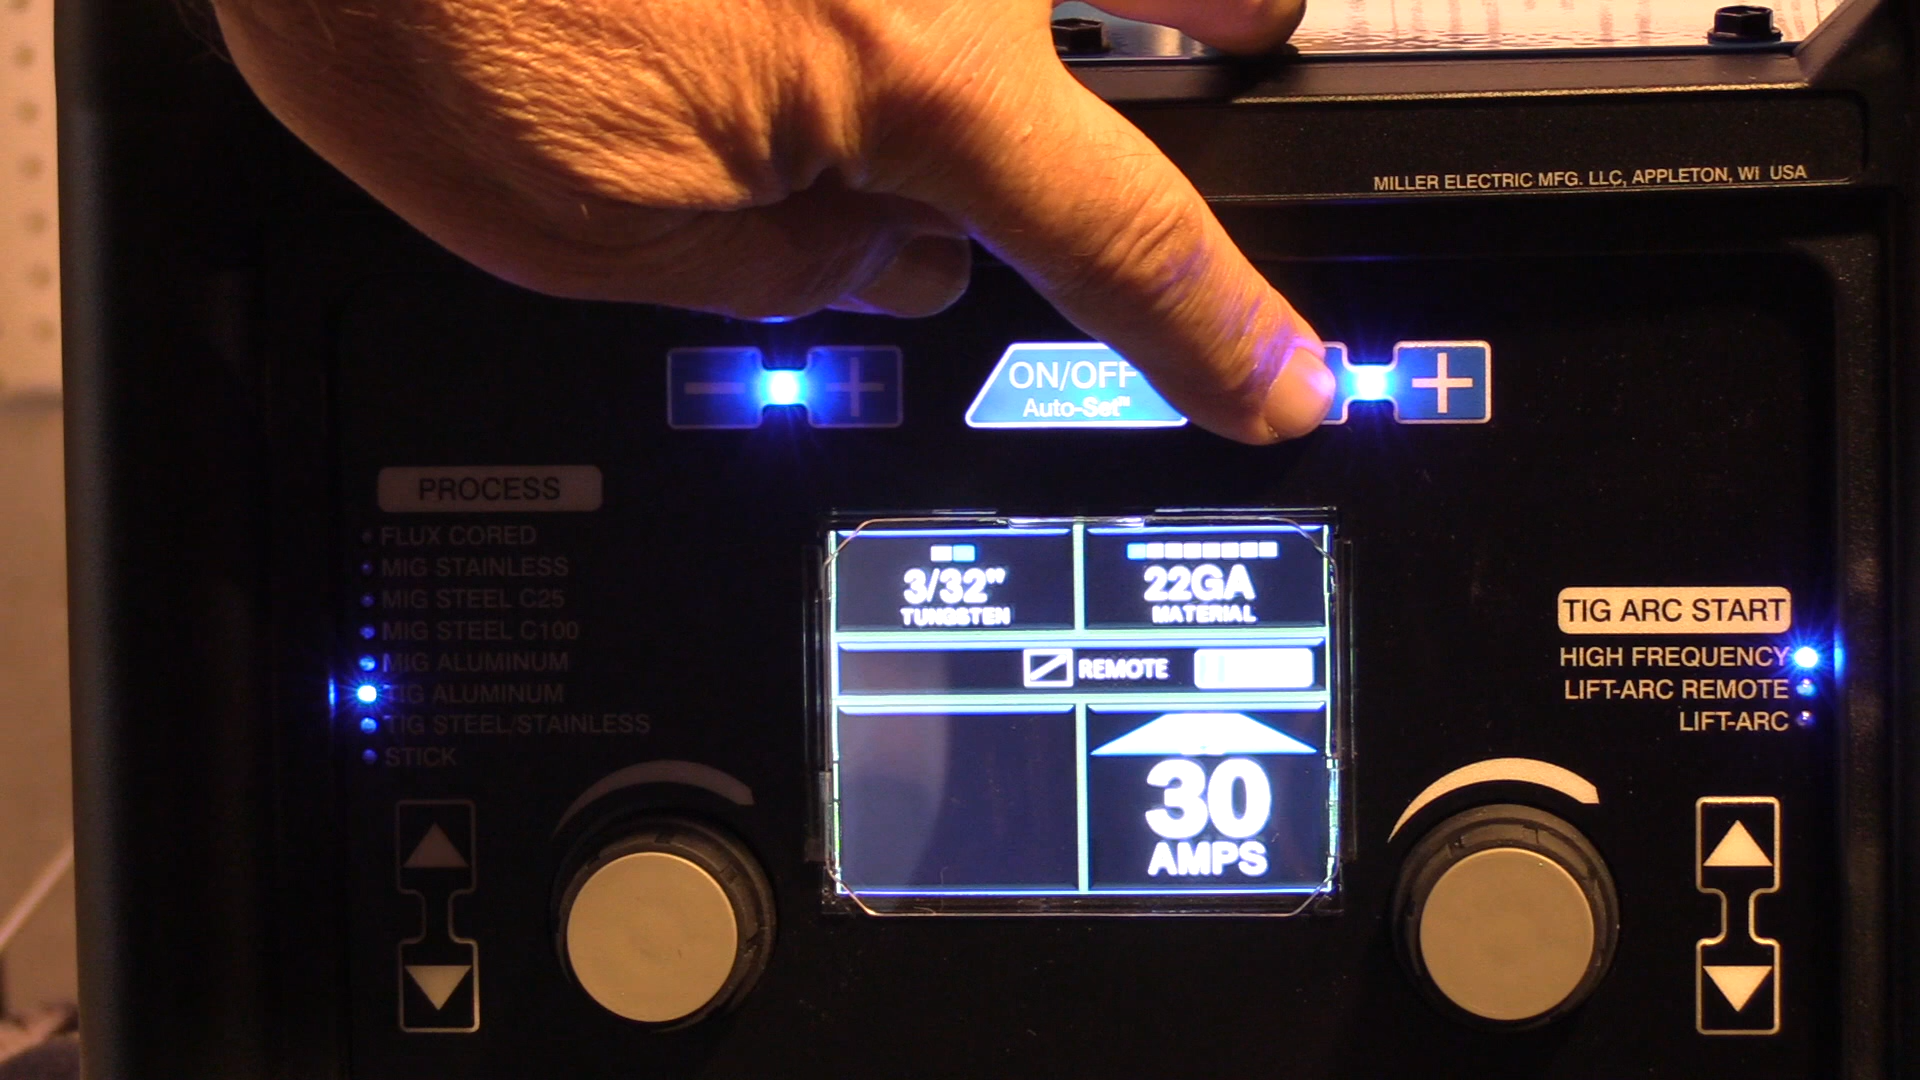 MILLER ELECTRIC MFG. LLC, APPLETON, WI USA
− +
ON/OFF
Auto-Set™
+
PROCESS
FLUX CORED
MIG STAINLESS
MIG STEEL C25
MIG STEEL C100
MIG ALUMINUM
TIG ALUMINUM
TIG STEEL/STAINLESS
STICK
3/32"
TUNGSTEN
22GA
MATERIAL
REMOTE
30
AMPS
TIG ARC START
HIGH FREQUENCY
LIFT-ARC REMOTE
LIFT-ARC